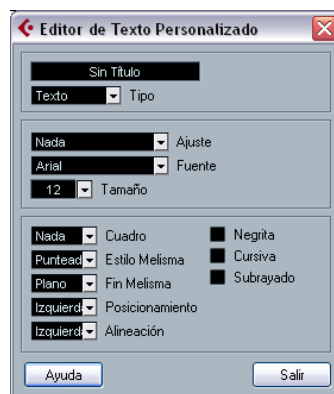 Editor de Texto Personalizado
Sin Título
Texto Tipo
Nada Ajuste
Arial Fuente
12 Tamaño
Nada Cuadro Negrita
Puntead Estilo Melisma Cursiva
Plano Fin Melisma Subrayado
Izquierd Posicionamiento
Izquierd Alineación
Ayuda Salir